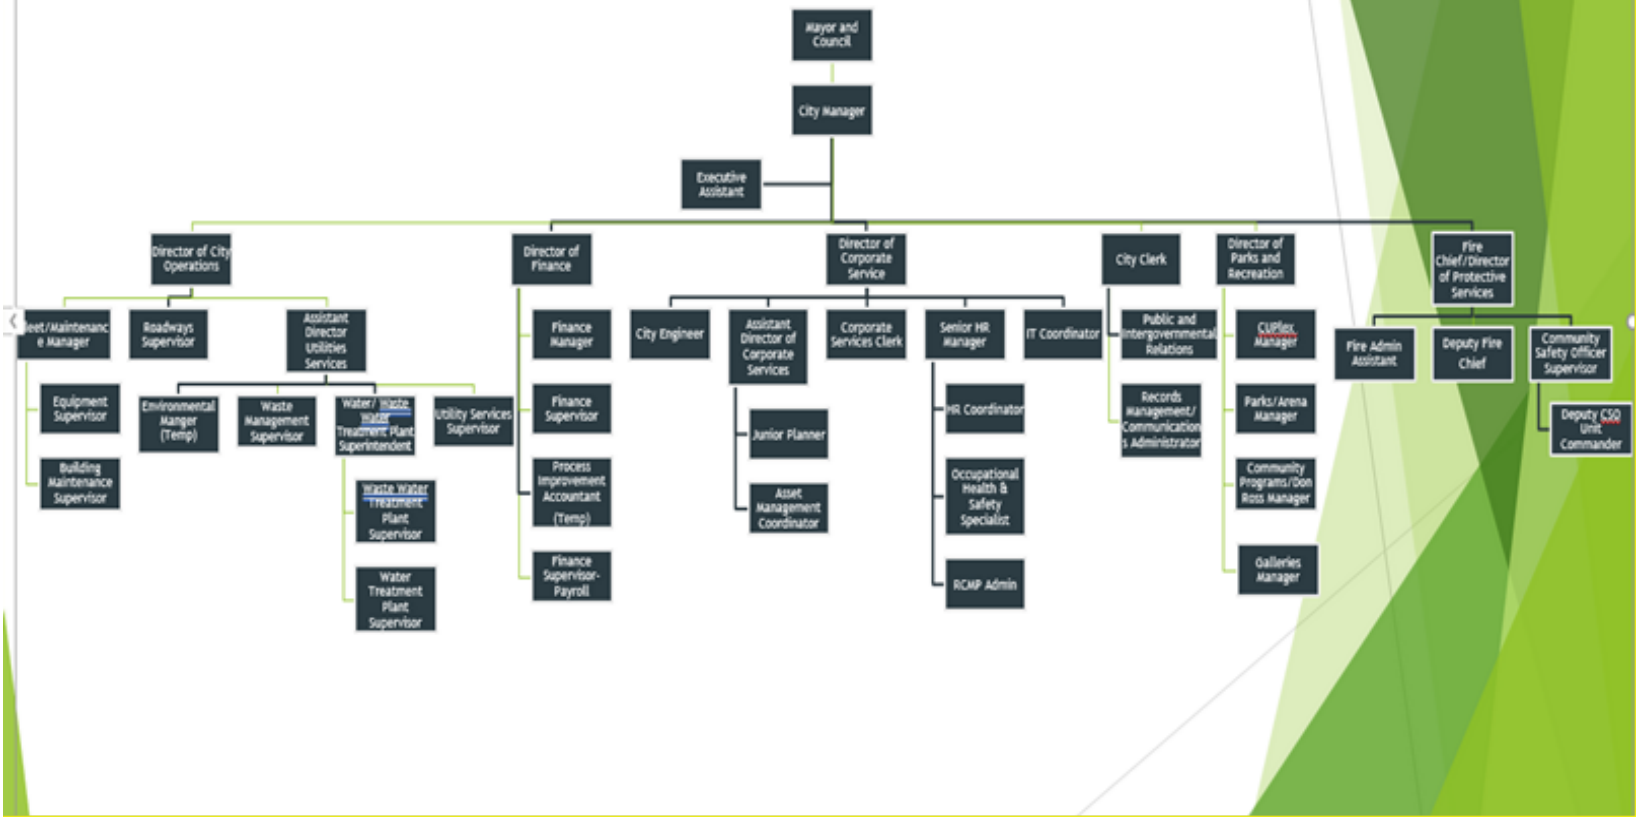 Mayor and
Council
City Manager
Executive
Assistant
Director of City
Operations
Director of
Finance
Director of
Corporate
Service
City Clerk
Director of
Parks and
Recreation
Fire
Chief/Director
of Protective
Services
eet/Maintenanc
e Manager
Roadways
Supervisor
Assistant
Director
Utilities
Services
Finance
Manager
City Engineer
Assistant
Director of
Corporate
Services
Corporate
Services Clerk
Senior HR
Manager
IT Coordinator
Public and
Intergovernmental
Relations
CUPlex
Manager
Fire Admin
Assistant
Deputy Fire
Chief
Community
Safety Officer
Supervisor
Equipment
Supervisor
Environmental
Manger
(Temp)
Waste
Management
Supervisor
Water/ Waste
Water
Treatment Plant
Superintendent
Utility Services
Supervisor
Finance
Supervisor
Junior Planner
HR Coordinator
Records
Management/
Communication
s Administrator
Parks/Arena
Manager
Deputy CSO
Unit
Commander
Building
Maintenance
Supervisor
Waste Water
Treatment
Plant
Supervisor
Process
Improvement
Accountant
(Temp)
Asset
Management
Coordinator
Occupational
Health &
Safety
Specialist
Community
Programs/Don
Ross Manager
Water
Treatment
Plant
Supervisor
Finance
Supervisor-
Payroll
RCMP Admin
Galleries
Manager